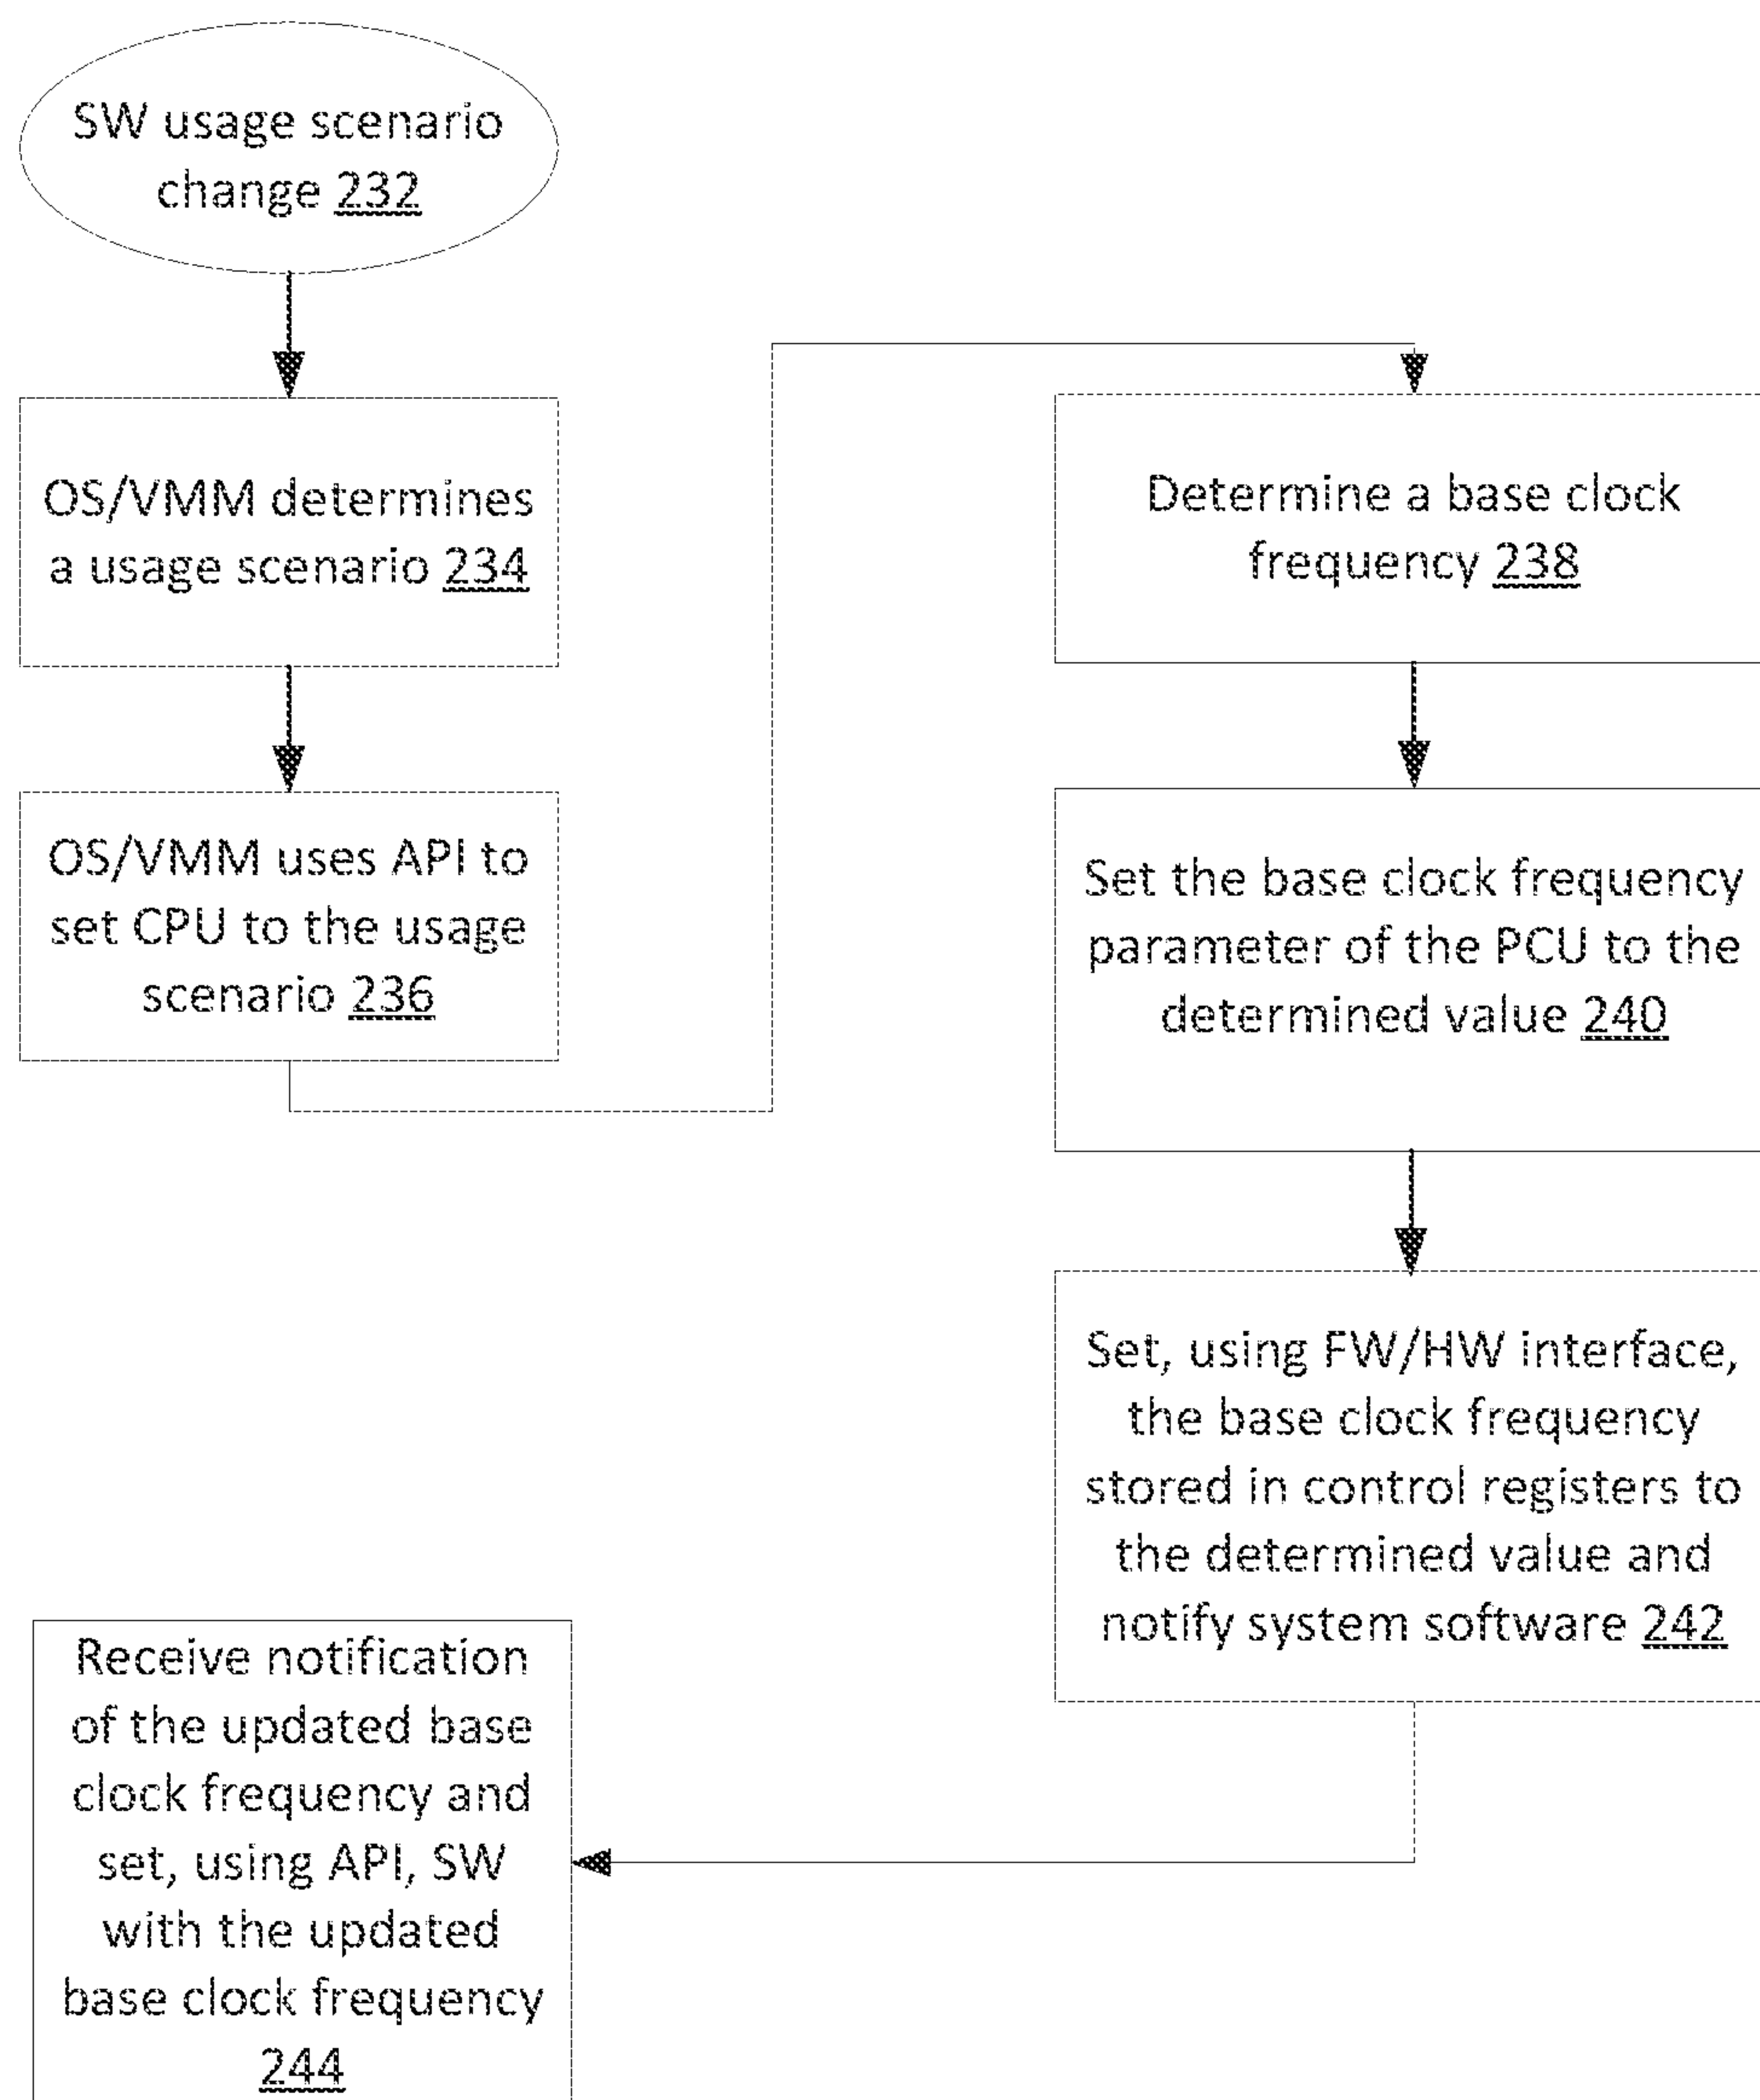 SW usage scenario
change 232
OS/VMM determines
a usage scenario 234
OS/VMM uses API to
set CPU to the usage
scenario 236
Determine a base clock
frequency 238
Set the base clock frequency
parameter of the PCU to the
determined value 240
Set, using FW/HW interface,
the base clock frequency
stored in control registers to
the determined value and
notify system software 242
Receive notification
of the updated base
clock frequency and
set, using API, SW
with the updated
base clock frequency
244